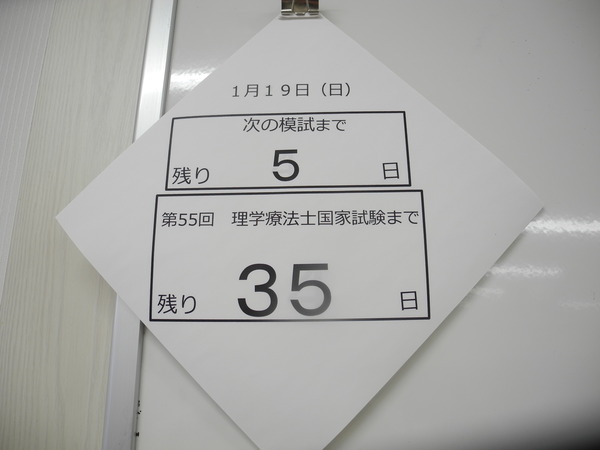 1月１９日（日）
次の模試まで
残り 5 日
第55回 理学療法士国家試験まで
残り 35 日